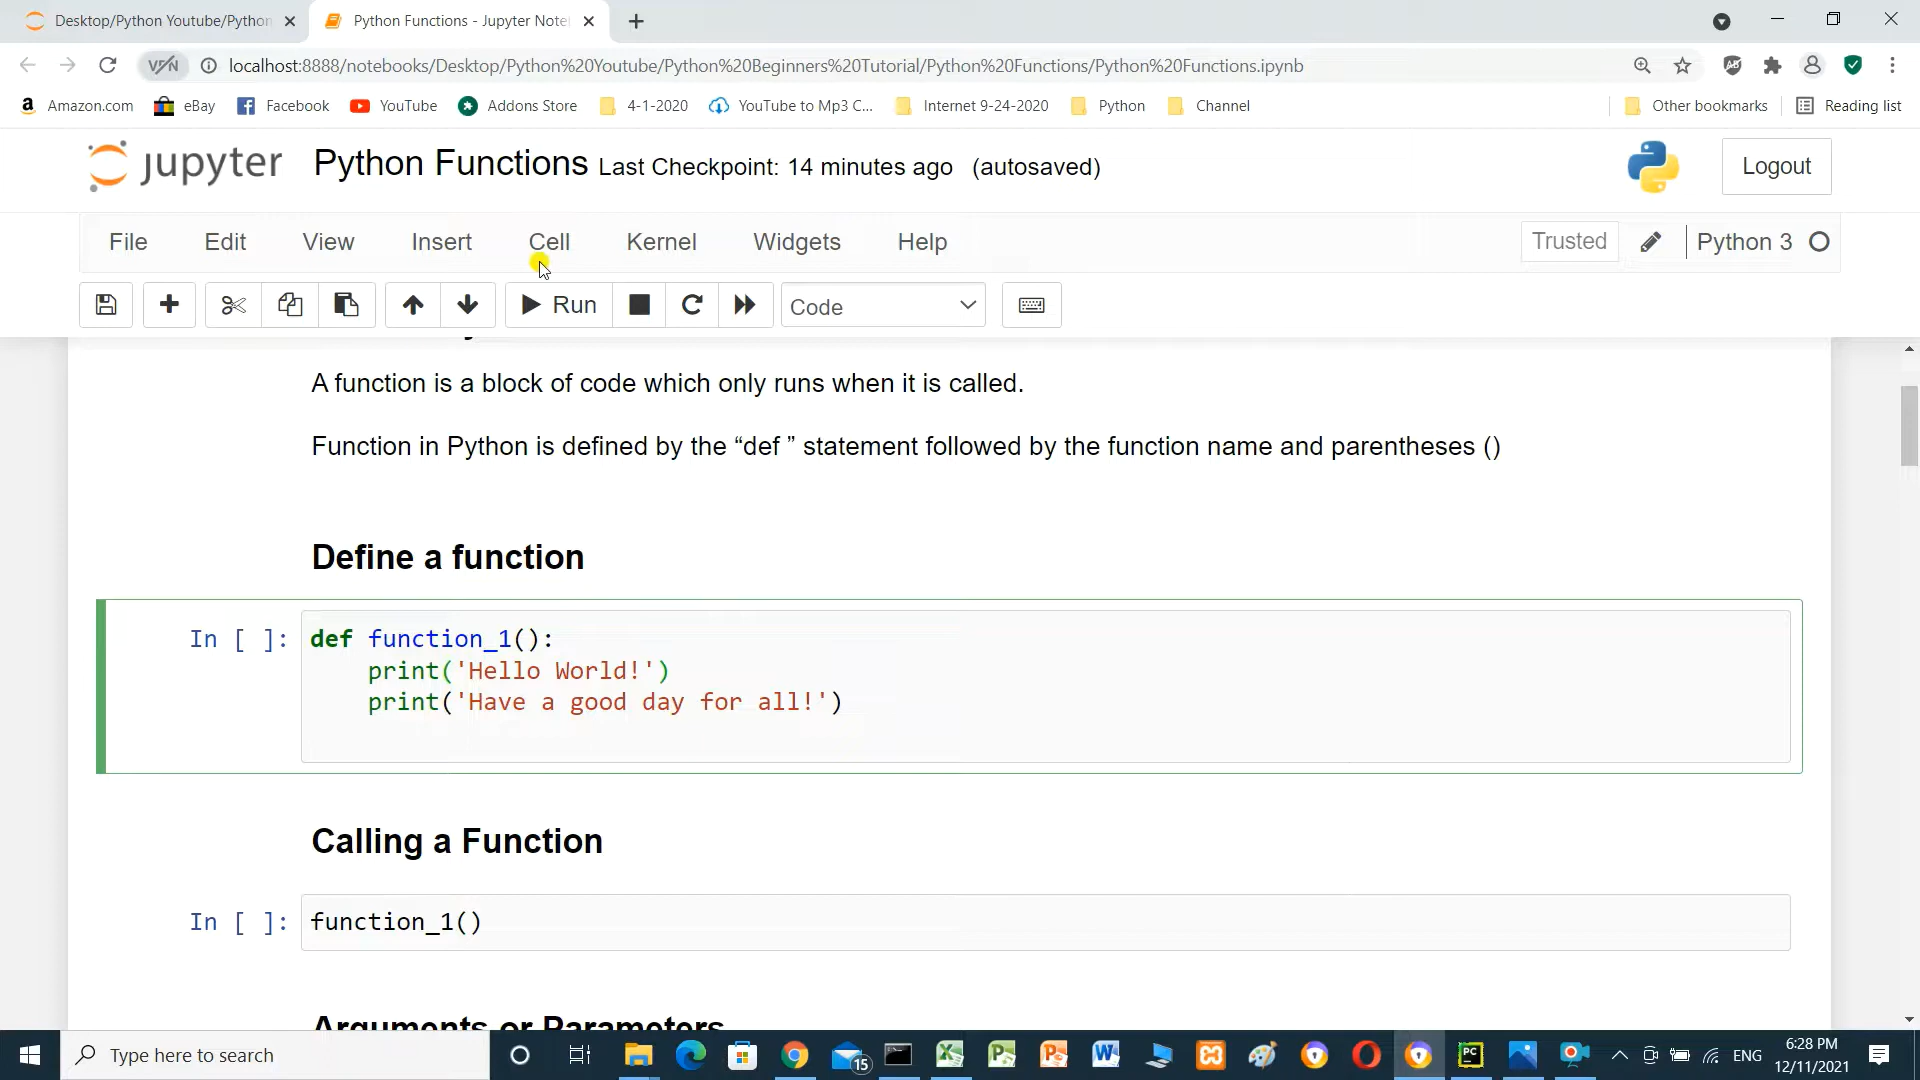 Desktop/Python Youtube/Python
Python Functions - Jupyter Note
VPN
localhost:8888/notebooks/Desktop/Python%20Youtube/Python%20Beginners%20Tutorial/Python%20Functions/Python%20Functions.ipynb
Amazon.com eBay Facebook YouTube Addons Store 4-1-2020 YouTube to Mp3 C... Internet 9-24-2020 Python Channel Other bookmarks Reading list
jupyter Python Functions Last Checkpoint: 14 minutes ago (autosaved)
Logout
File Edit View Insert Cell Kernel Widgets Help Trusted Python 3
Run Code
A function is a block of code which only runs when it is called.
Function in Python is defined by the “def ” statement followed by the function name and parentheses ()
Define a function
In [ ]: def function_1():
print('Hello World!')
print('Have a good day for all!')
Calling a Function
In [ ]: function_1()
Arguments or Parameters
Type here to search
15
PC
ENG
6:28 PM
12/11/2021